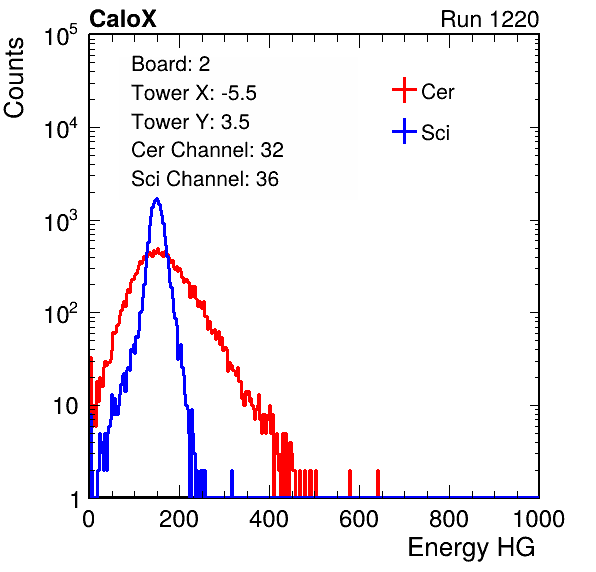 CaloX Run 1220
Counts
10^5
10^4
10^3
10^2
10
1
Board: 2
Tower X: -5.5
Tower Y: 3.5
Cer Channel: 32
Sci Channel: 36
Cer
Sci
0 200 400 600 800 1000
Energy HG